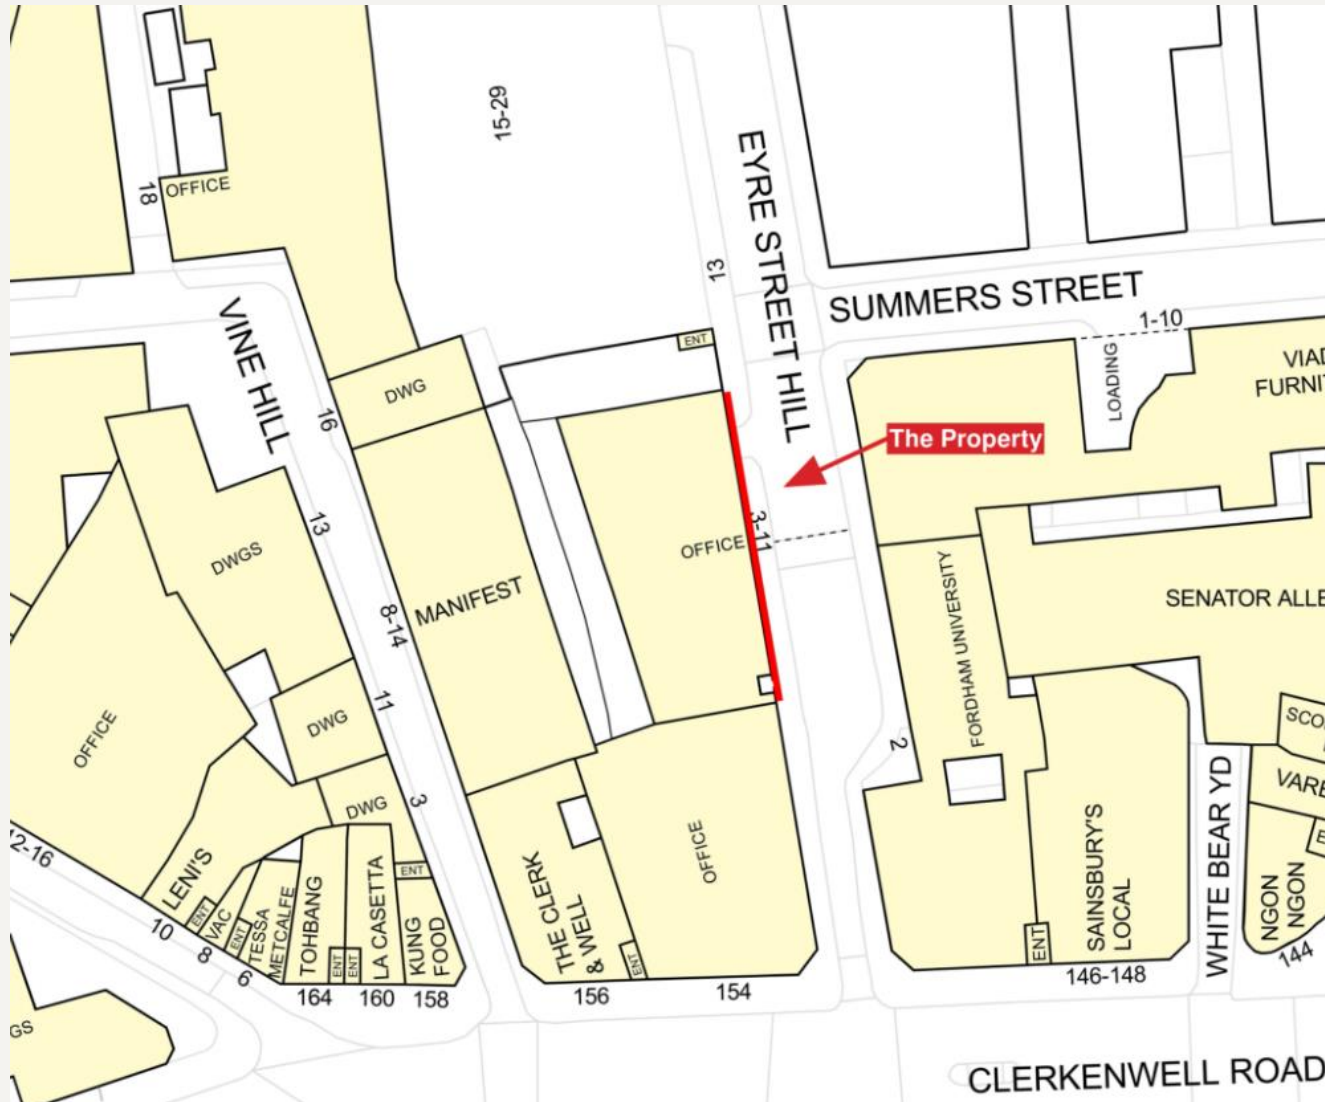 15-29
18
OFFICE
EYRE STREET HILL
13
SUMMERS STREET
1-10
VINE HILL
ENT
LOADING
DWG
16
The Property
3-11
OFFICE
13
DWGS
MANIFEST
8-14
FORDHAM UNIVERSITY
SENATOR ALLE
11
DWG
OFFICE
2
3
DWG
OFFICE
WHITE BEAR YD
SAINSBURY'S
LOCAL
ENT
146-148
NGON
NGON
144
12-16
LENI'S
ENT
VAC
ENT
TESSA
METCALFE
TOHBANG
ENT
ENT
LA CASETTA
ENT
KUNG
FOOD
THE CLERK
& WELL
ENT
10
8
6
164
160
158
156
154
CLERKENWELL ROAD